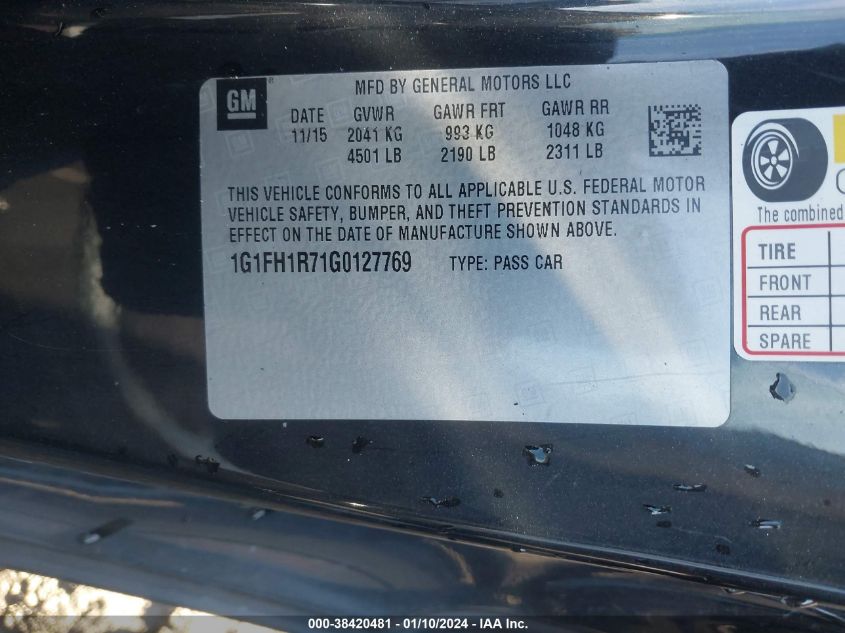 GM
MFD BY GENERAL MOTORS LLC
DATE GVWR GAWR FRT GAWR RR
11/15 2041 KG 993 KG 1048 KG
4501 LB 2190 LB 2311 LB
THIS VEHICLE CONFORMS TO ALL APPLICABLE U.S. FEDERAL MOTOR
VEHICLE SAFETY, BUMPER, AND THEFT PREVENTION STANDARDS IN
EFFECT ON THE DATE OF MANUFACTURE SHOWN ABOVE.
1G1FH1R71G0127769 TYPE: PASS CAR
The combined
TIRE
FRONT
REAR
SPARE
000-38420481 - 01/10/2024 - IAA Inc.